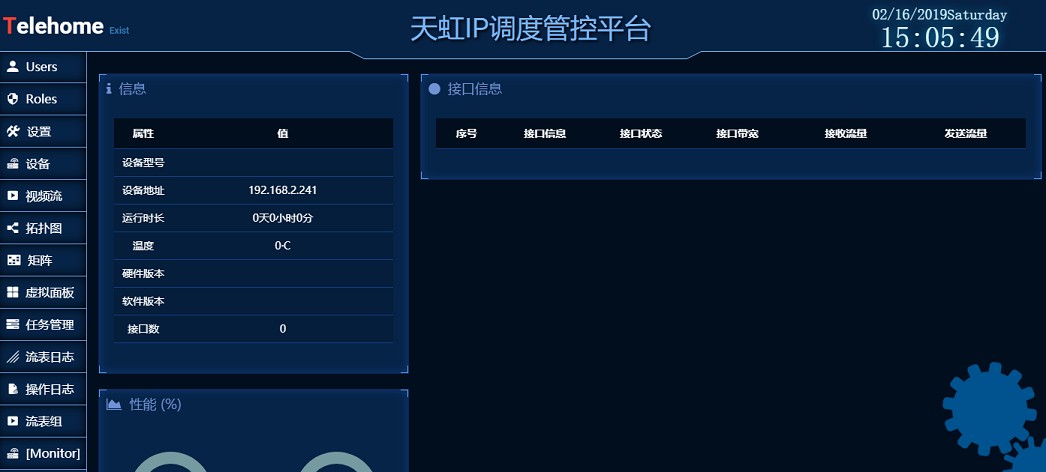 Telehome Exist
天虹IP调度管控平台
02/16/2019Saturday
15:05:49
Users
Roles
设置
设备
视频流
拓扑图
矩阵
虚拟面板
任务管理
流表日志
操作日志
流表组
[Monitor]
信息
属性 值
设备型号
设备地址 192.168.2.241
运行时长 0天0小时0分
温度 0·C
硬件版本
软件版本
接口数 0
性能 (%)
接口信息
序号 接口信息 接口状态 接口带宽 接收流量 发送流量